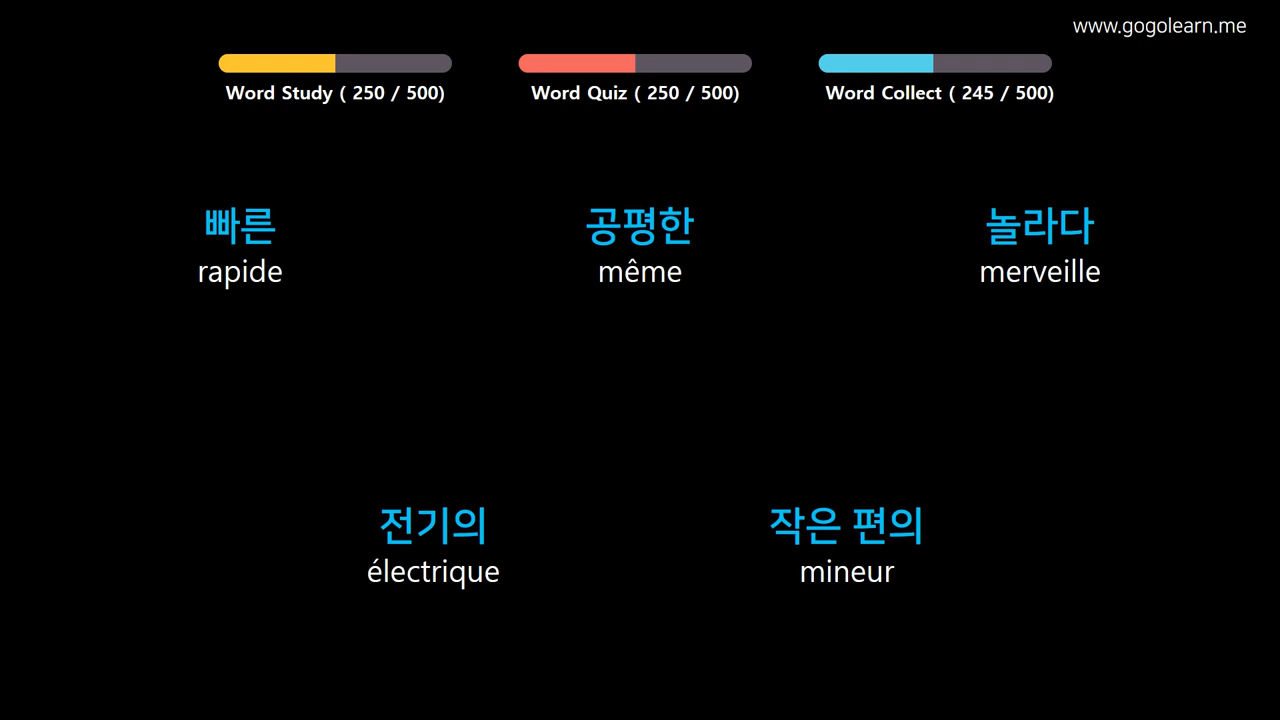 www.gogolearn.me
Word Study ( 250 / 500)
Word Quiz ( 250 / 500)
Word Collect ( 245 / 500)
빠른
rapide
공평한
même
놀라다
merveille
전기의
électrique
작은 편의
mineur